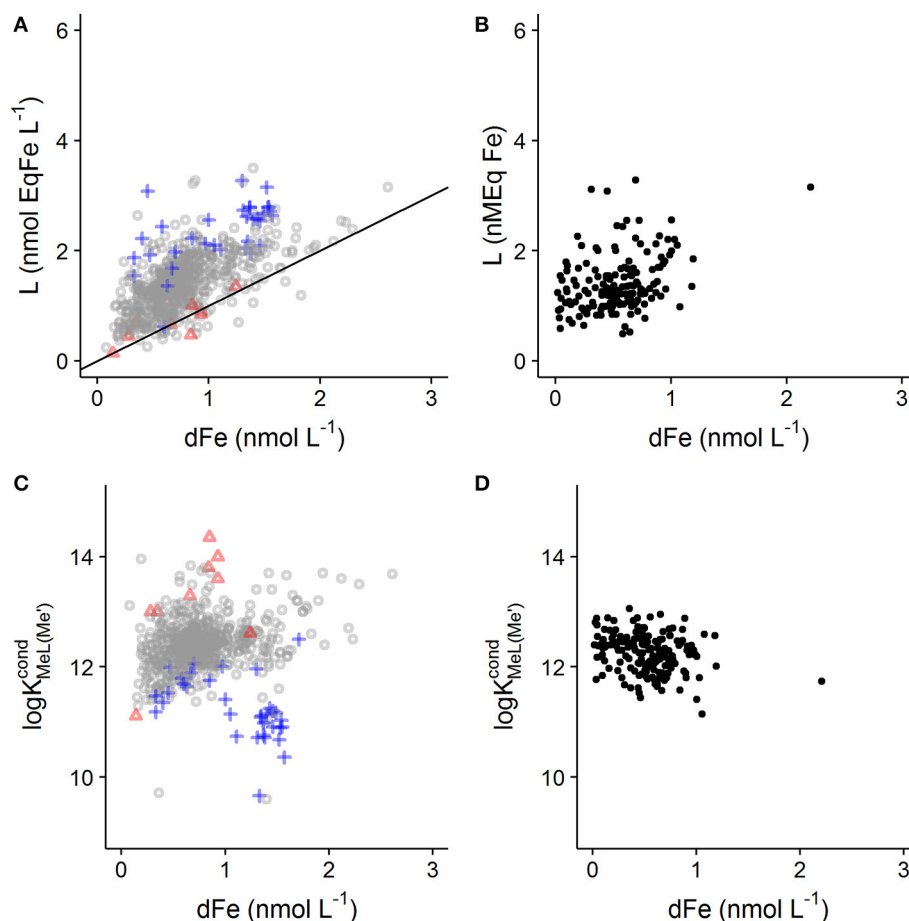 A
L (nmol EqFe L⁻¹)
6
4
2
0
0 1 2 3
dFe (nmol L⁻¹)
B
L (nMEq Fe)
6
4
2
0
0 1 2 3
dFe (nmol L⁻¹)
C
logK^cond_MeL(Me')
14
12
10
0 1 2 3
dFe (nmol L⁻¹)
D
logK^cond_MeL(Me')
14
12
10
0 1 2 3
dFe (nmol L⁻¹)